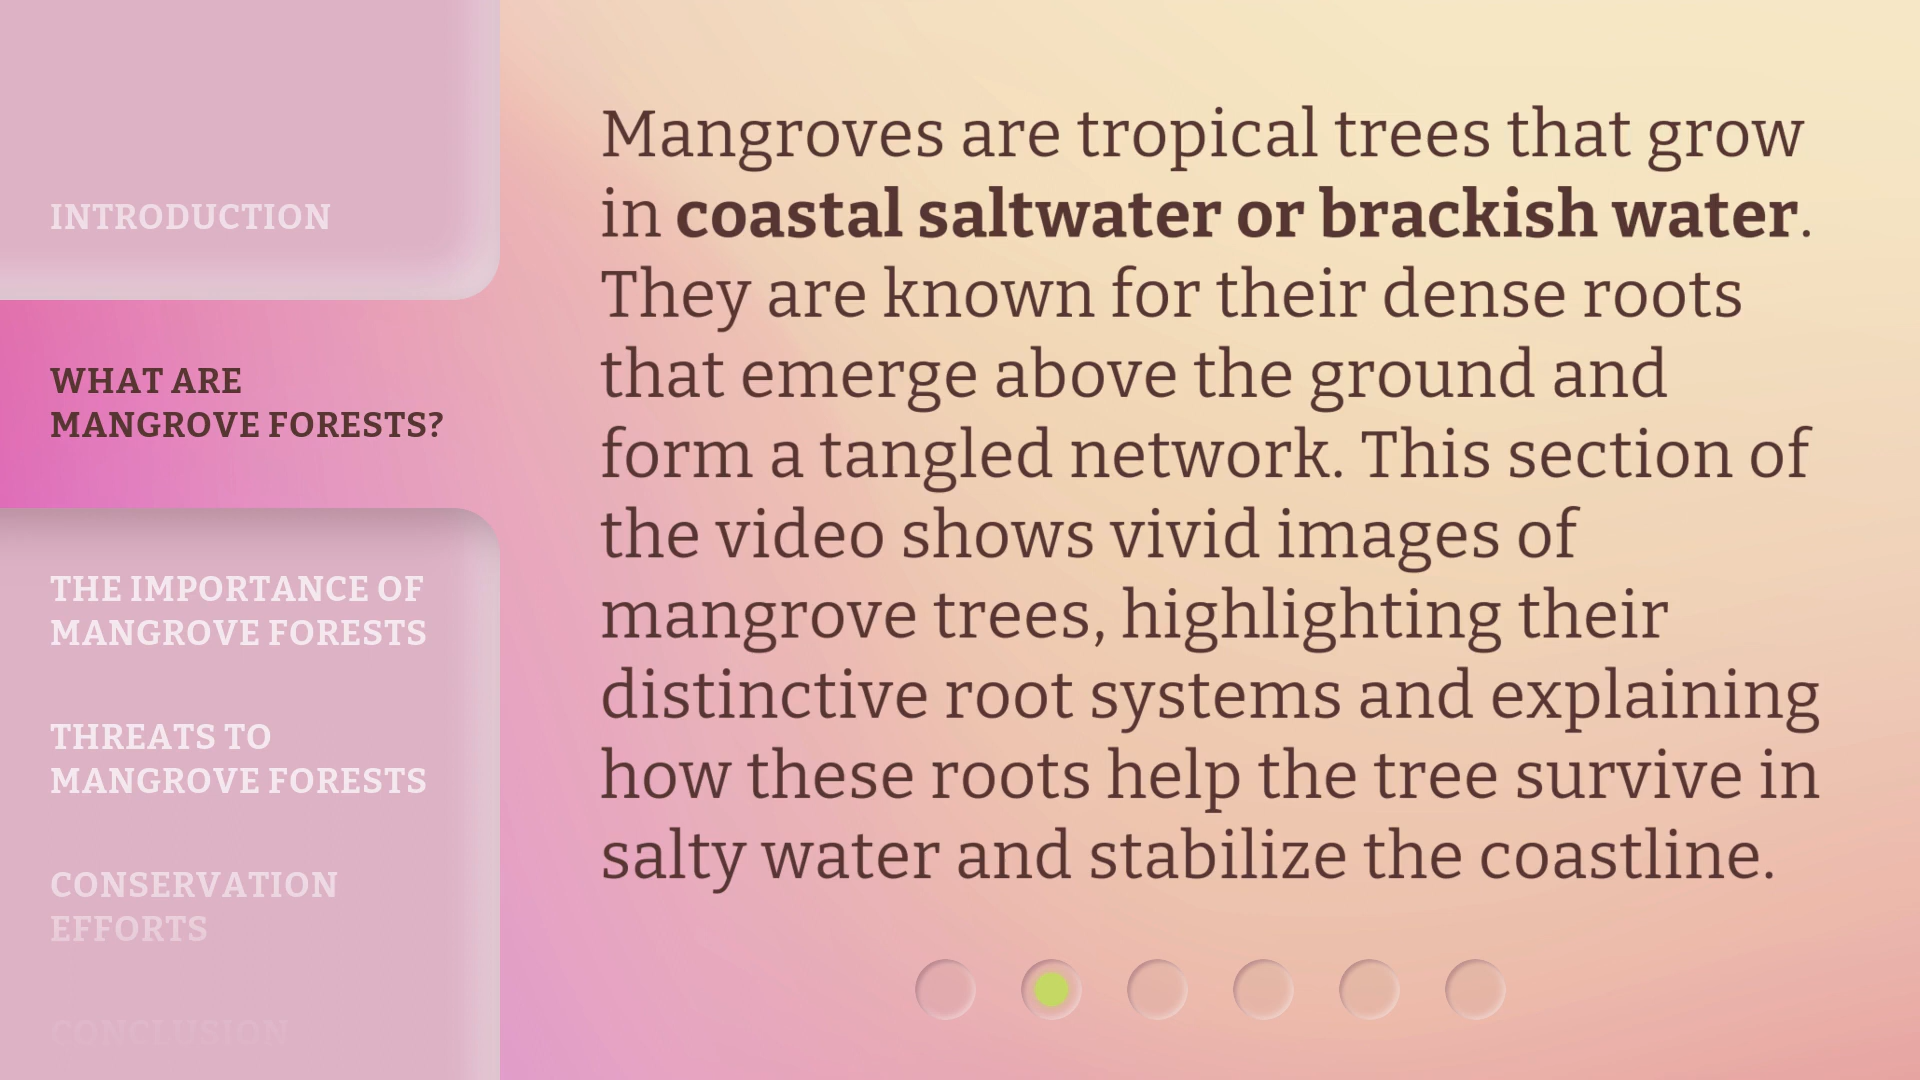 INTRODUCTION
WHAT ARE
MANGROVE FORESTS?
THE IMPORTANCE OF
MANGROVE FORESTS
THREATS TO
MANGROVE FORESTS
CONSERVATION
EFFORTS
CONCLUSION
Mangroves are tropical trees that grow
in coastal saltwater or brackish water.
They are known for their dense roots
that emerge above the ground and
form a tangled network. This section of
the video shows vivid images of
mangrove trees, highlighting their
distinctive root systems and explaining
how these roots help the tree survive in
salty water and stabilize the coastline.